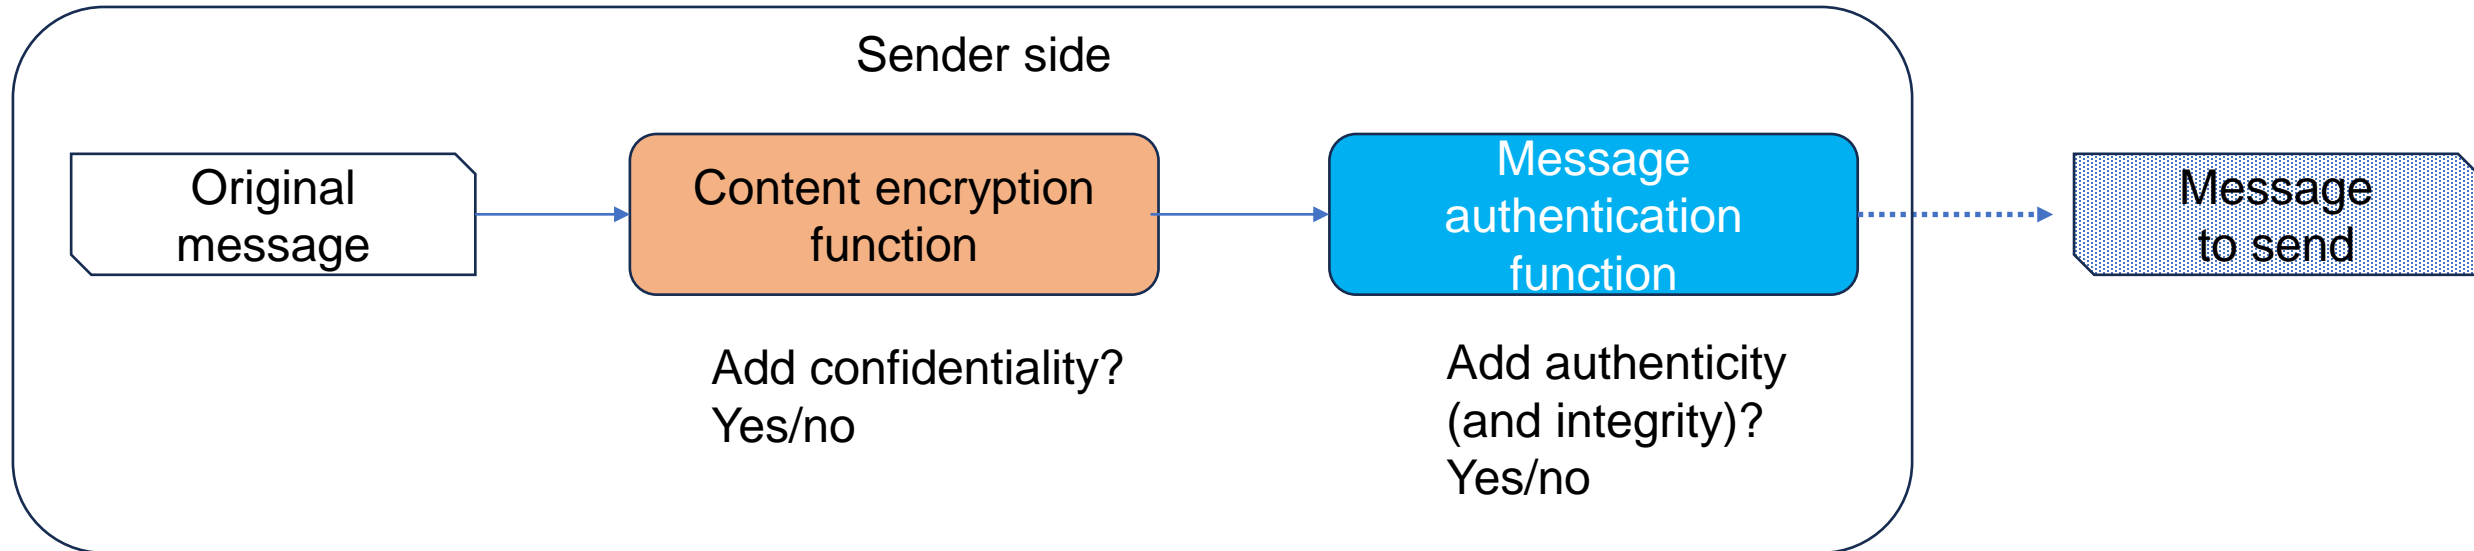 Sender side
Original
message
Content encryption
function
Message
authentication
function
Message
to send
Add confidentiality?
Yes/no
Add authenticity
(and integrity)?
Yes/no